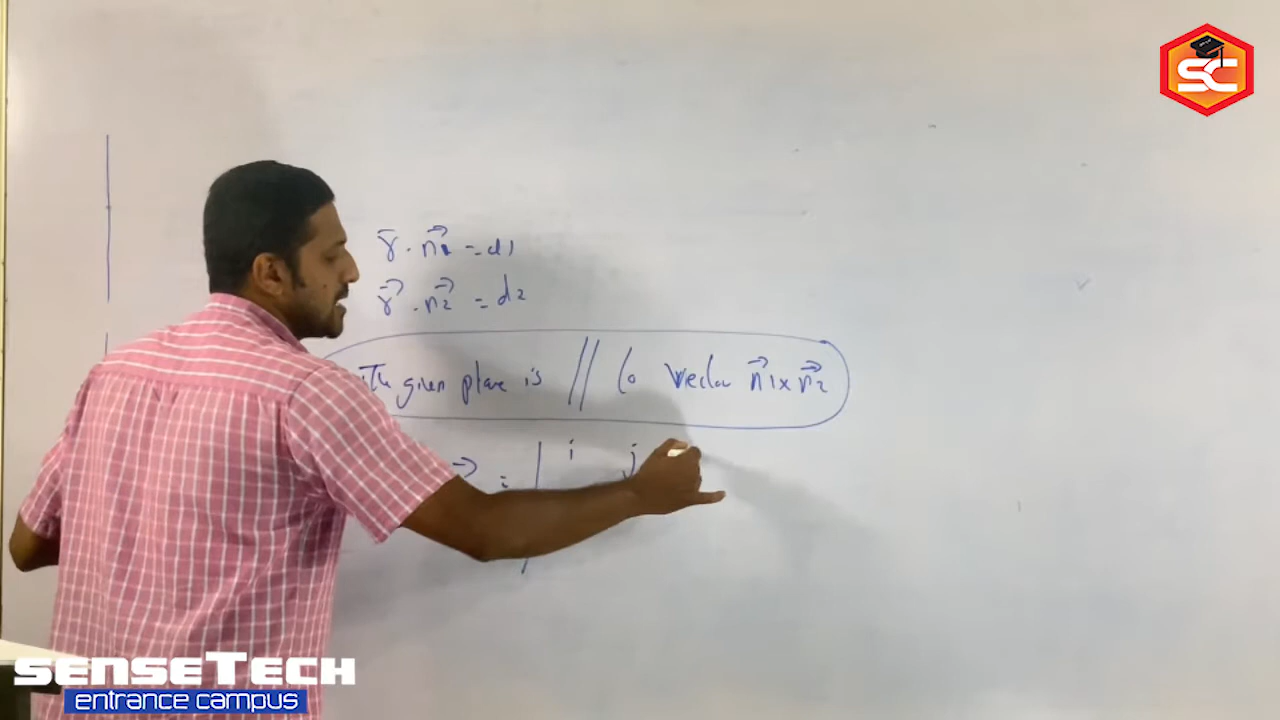 SC
r⃗ . n⃗1 = d1
r⃗ . n⃗2 = d2
The given plane is // to vector n⃗1 x n⃗2
= | i j
SENSETECH
entrance campus